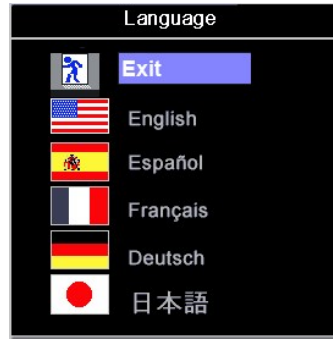 Language
Exit
English
Español
Français
Deutsch
日本語